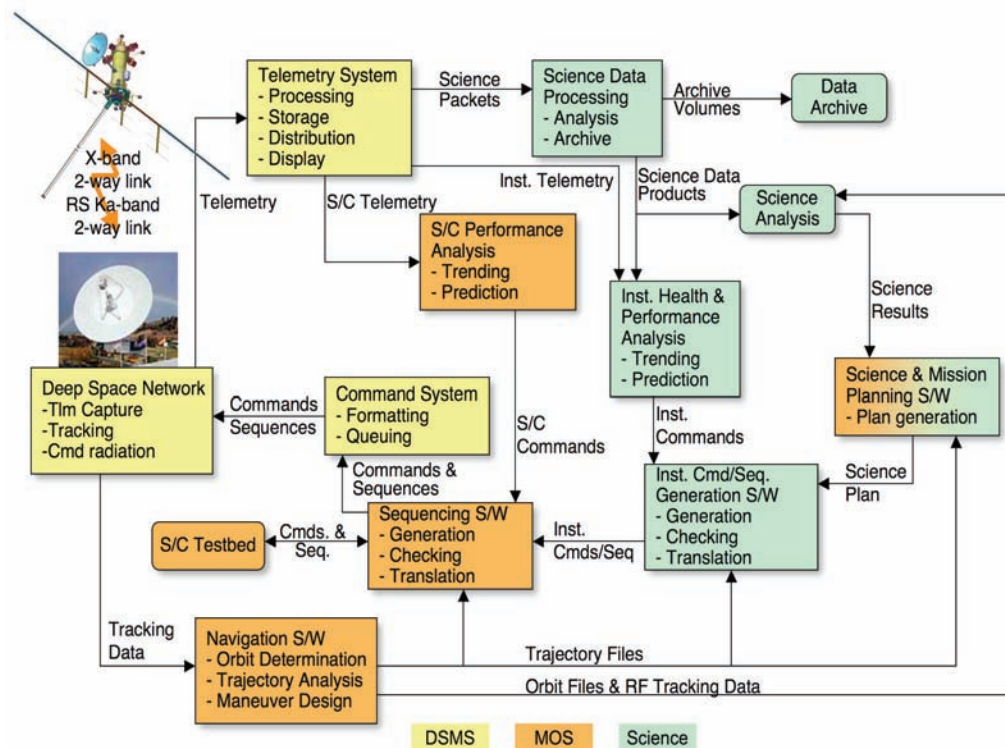 X-band
2-way link
RS Ka-band
2-way link
Telemetry
Telemetry System
- Processing
- Storage
- Distribution
- Display
Science
Packets
Science Data
Processing
- Analysis
- Archive
Archive
Volumes
Data
Archive
Inst. Telemetry
Science Data
Products
Science
Analysis
S/C Telemetry
S/C Performance
Analysis
- Trending
- Prediction
Inst. Health &
Performance
Analysis
- Trending
- Prediction
Science
Results
Science & Mission
Planning S/W
- Plan generation
Deep Space Network
-Tlm Capture
-Tracking
-Cmd radiation
Commands
Sequences
Command System
- Formatting
- Queuing
S/C
Commands
Inst.
Commands
Science
Plan
Commands &
Sequences
Inst. Cmd/Seq.
Generation S/W
- Generation
- Checking
- Translation
S/C Testbed
Cmds. &
Seq.
Sequencing S/W
- Generation
- Checking
- Translation
Inst.
Cmds/Seq
Tracking
Data
Navigation S/W
- Orbit Determination
- Trajectory Analysis
- Maneuver Design
Trajectory Files
Orbit Files & RF Tracking Data
DSMS
MOS
Science